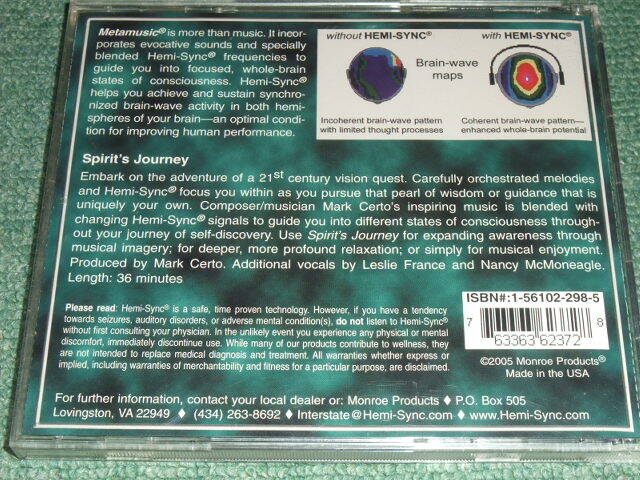 Metamusic® is more than music. It incor-
porates evocative sounds and specially
blended Hemi-Sync® frequencies to
guide you into focused, whole-brain
states of consciousness. Hemi-Sync®
helps you achieve and sustain synchro-
nized brain-wave activity in both hemi-
spheres of your brain—an optimal condi-
tion for improving human performance.
without HEMI-SYNC®
with HEMI-SYNC®
Brain-wave
maps
Incoherent brain-wave pattern
with limited thought processes
Coherent brain-wave pattern—
enhanced whole-brain potential
Spirit's Journey
Embark on the adventure of a 21st century vision quest. Carefully orchestrated melodies
and Hemi-Sync® focus you within as you pursue that pearl of wisdom or guidance that is
uniquely your own. Composer/musician Mark Certo's inspiring music is blended with
changing Hemi-Sync® signals to guide you into different states of consciousness through-
out your journey of self-discovery. Use Spirit's Journey for expanding awareness through
musical imagery; for deeper, more profound relaxation; or simply for musical enjoyment.
Produced by Mark Certo. Additional vocals by Leslie France and Nancy McMoneagle.
Length: 36 minutes
Please read: Hemi-Sync® is a safe, time proven technology. However, if you have a tendency
towards seizures, auditory disorders, or adverse mental condition(s), do not listen to Hemi-Sync®
without first consulting your physician. In the unlikely event you experience any physical or mental
discomfort, immediately discontinue use. While many of our products contribute to wellness, they
are not intended to replace medical diagnosis and treatment. All warranties whether express or
implied, including warranties of merchantability and fitness for a particular purpose, are disclaimed.
ISBN#:1-56102-298-5
7 63363 62372 8
©2005 Monroe Products®
Made in the USA
For further information, contact your local dealer or: Monroe Products ♦ P.O. Box 505
Lovingston, VA 22949 ♦ (434) 263-8692 ♦ Interstate@Hemi-Sync.com ♦ www.Hemi-Sync.com